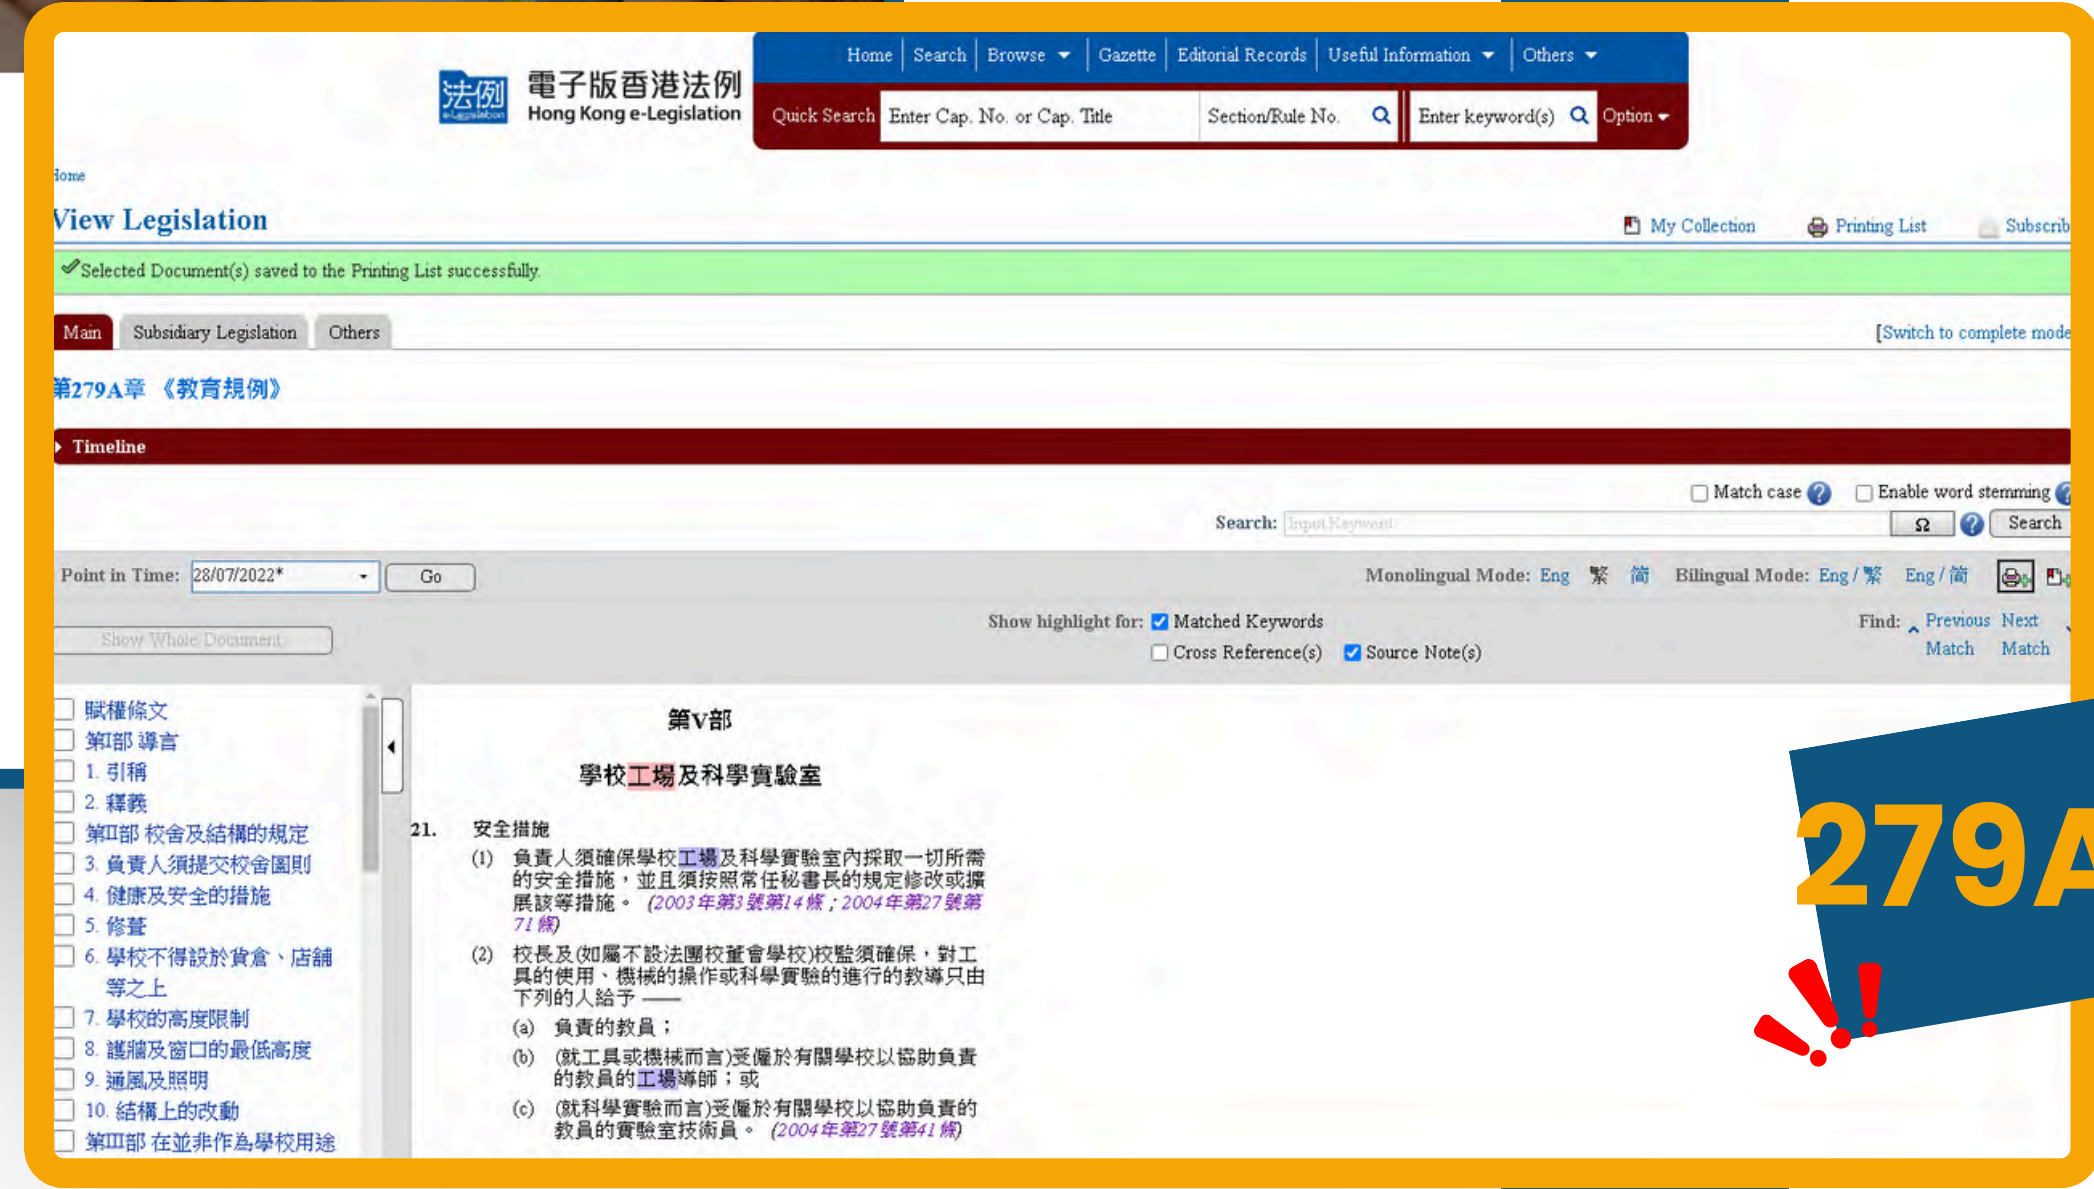 Home Search Browse Gazette Editorial Records Useful Information Others
法例
e-Legislation
電子版香港法例
Hong Kong e-Legislation
Quick Search Enter Cap. No. or Cap. Title Section/Rule No. Enter keyword(s) Option
Home
View Legislation
My Collection Printing List Subscrib
Selected Document(s) saved to the Printing List successfully.
Main Subsidiary Legislation Others
[Switch to complete mode
第279A章 《教育規例》
Timeline
Match case Enable word stemming
Search: Input Keyword Ω Search
Point in Time: 28/07/2022* Go
Monolingual Mode: Eng 繁 简 Bilingual Mode: Eng / 繁 Eng / 简
Show Whole Document
Show highlight for: Matched Keywords
Cross Reference(s) Source Note(s)
Find: Previous Match Next Match
賦權條文
第I部 導言
1. 引稱
2. 釋義
第II部 校舍及結構的規定
3. 負責人須提交校舍圖則
4. 健康及安全的措施
5. 修葺
6. 學校不得設於貨倉、店舖
等之上
7. 學校的高度限制
8. 護牆及窗口的最低高度
9. 通風及照明
10. 結構上的改動
第III部 在並非作為學校用途
第V部
學校工場及科學實驗室
21. 安全措施
(1) 負責人須確保學校工場及科學實驗室內採取一切所需
的安全措施，並且須按照常任秘書長的規定修改或擴
展該等措施。 (2003年第3號第14條；2004年第27號第
71條)
(2) 校長及(如屬不設法團校董會學校)校監須確保，對工
具的使用、機械的操作或科學實驗的進行的教導只由
下列的人給予 ——
(a) 負責的教員；
(b) (就工具或機械而言)受僱於有關學校以協助負責
的教員的工場導師；或
(c) (就科學實驗而言)受僱於有關學校以協助負責的
教員的實驗室技術員。 (2004年第27號第41條)
279A
!!!